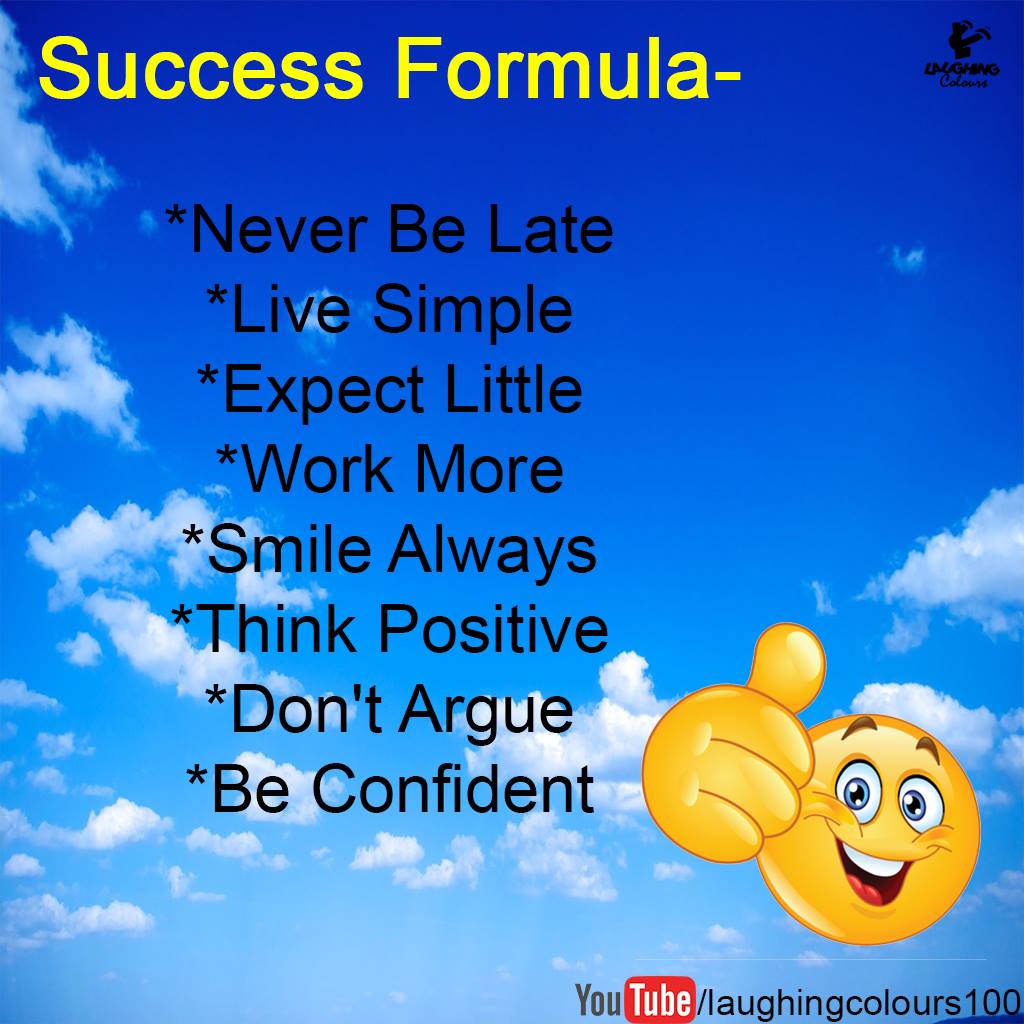 Success Formula-
LAUGHING
Colours
*Never Be Late
*Live Simple
*Expect Little
*Work More
*Smile Always
*Think Positive
*Don't Argue
*Be Confident
YouTube/laughingcolours100